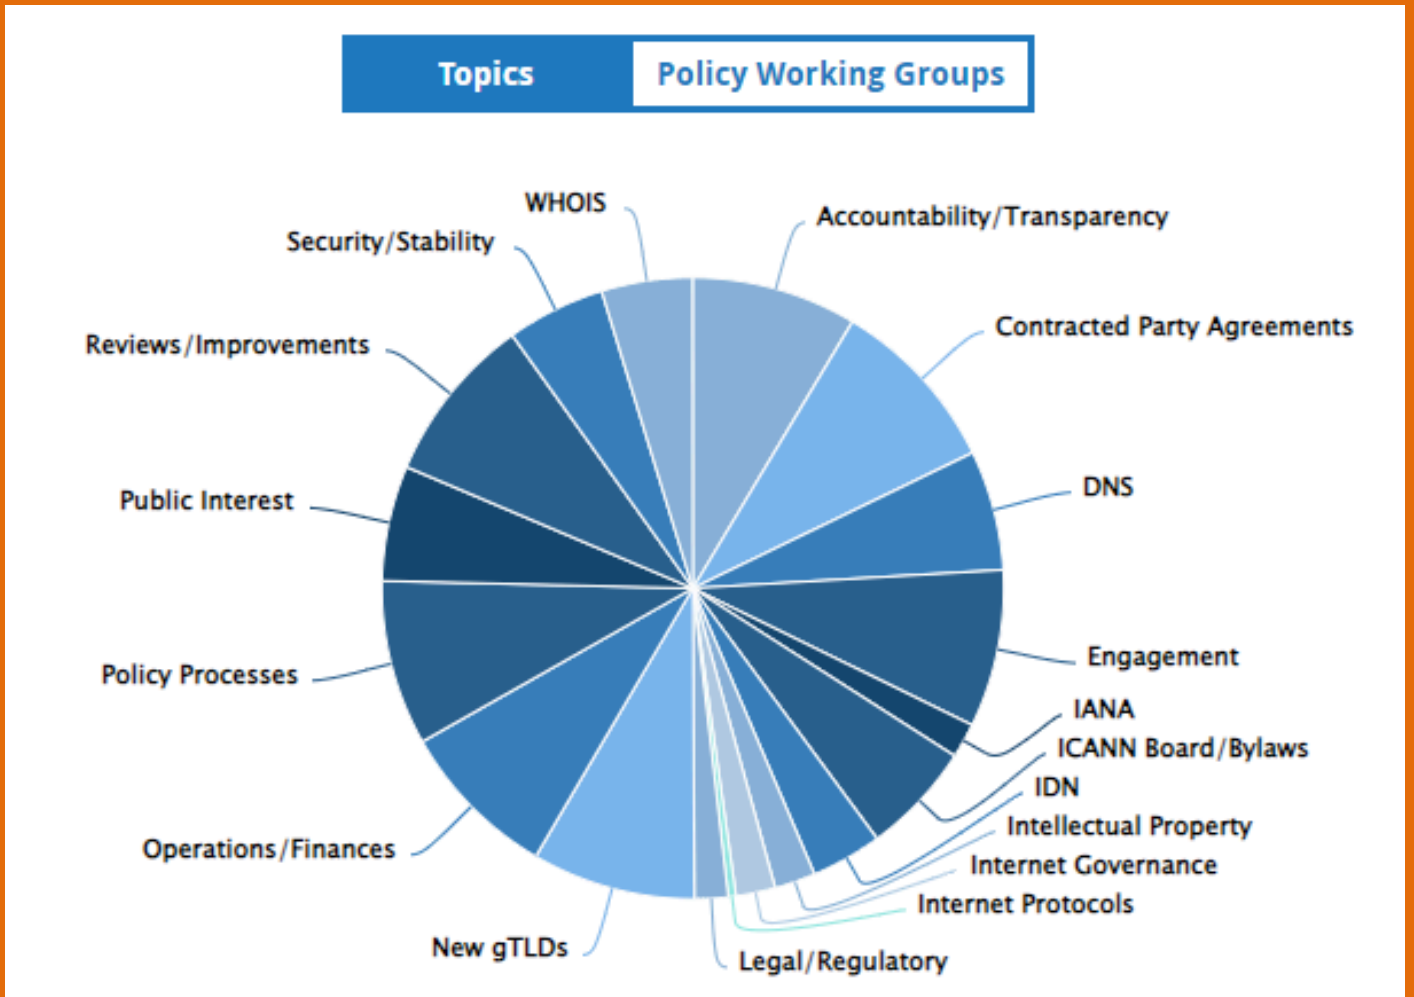 Topics
Policy Working Groups
WHOIS
Accountability/Transparency
Security/Stability
Contracted Party Agreements
Reviews/Improvements
DNS
Public Interest
Engagement
Policy Processes
IANA
ICANN Board/Bylaws
IDN
Intellectual Property
Operations/Finances
Internet Governance
Internet Protocols
New gTLDs
Legal/Regulatory